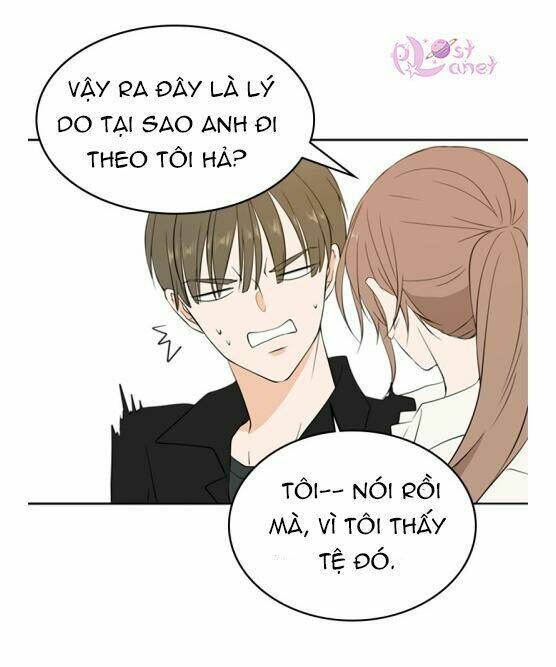 Lost
Planet
VẬY RA ĐÂY LÀ LÝ
DO TẠI SAO ANH ĐI
THEO TÔI HẢ?
TÔI-- NÓI RỒI
MÀ, VÌ TÔI THẤY
TỆ ĐÓ.